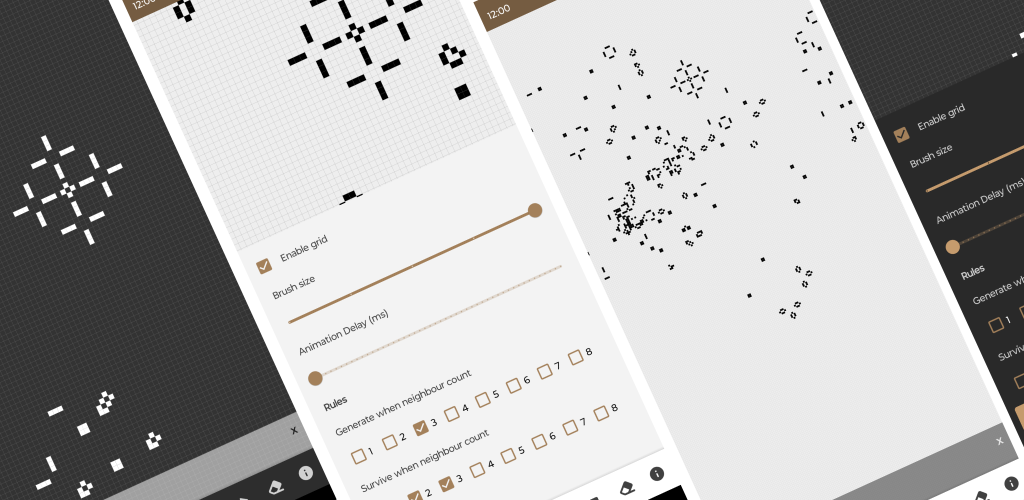 12:00
x
Enable grid
Brush size
Animation Delay (ms)
Rules
Generate when neighbour count
1 2 3 4 5 6 7 8
Survive when neighbour count
2 3 4 5 6 7 8
12:00
x
Enable grid
Brush size
Animation Delay (ms)
Rules
Generate wh
1